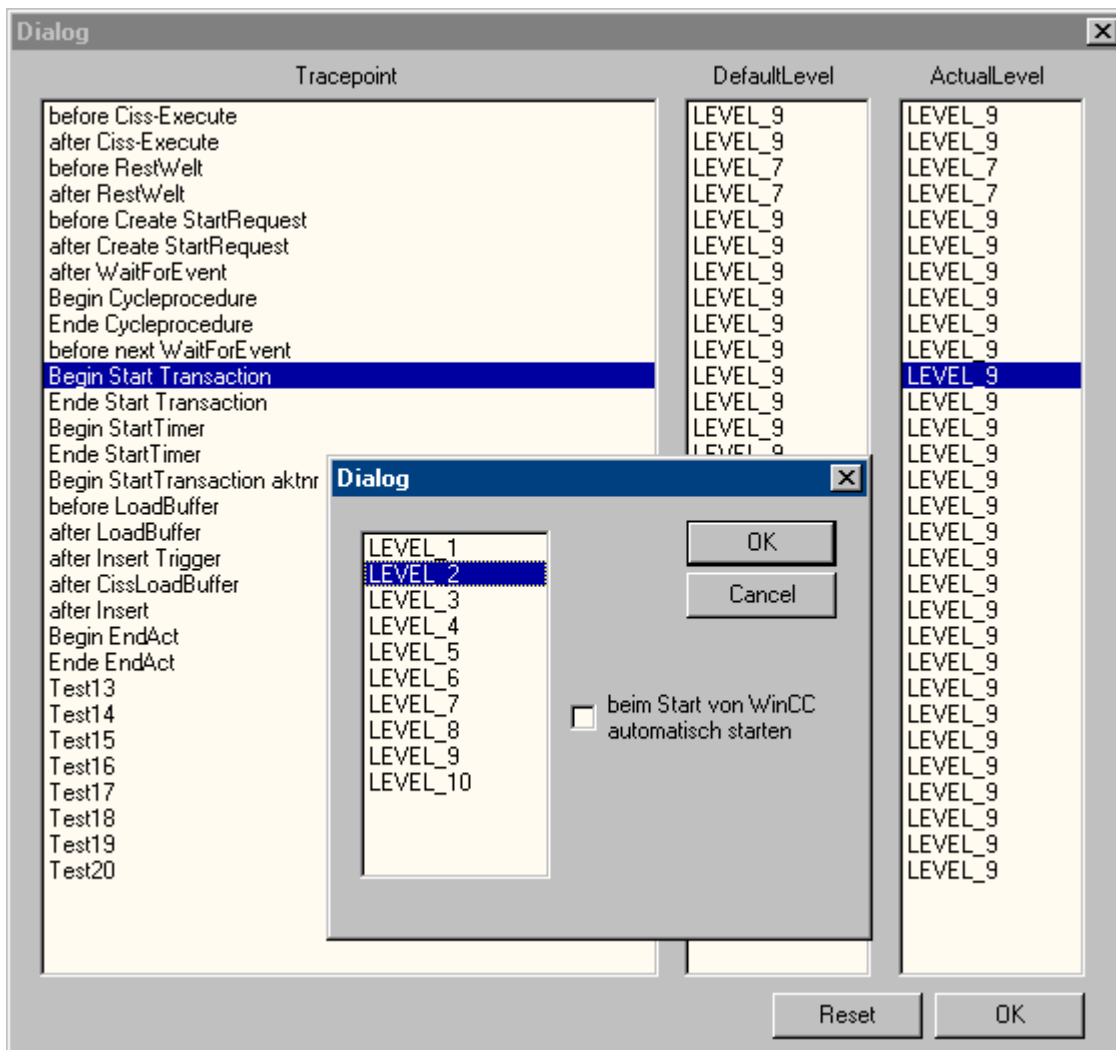 Dialog
Tracepoint
DefaultLevel
ActualLevel
before Ciss-Execute LEVEL_9 LEVEL_9
after Ciss-Execute LEVEL_9 LEVEL_9
before RestWelt LEVEL_7 LEVEL_7
after RestWelt LEVEL_7 LEVEL_7
before Create StartRequest LEVEL_9 LEVEL_9
after Create StartRequest LEVEL_9 LEVEL_9
after WaitForEvent LEVEL_9 LEVEL_9
Begin Cycleprocedure LEVEL_9 LEVEL_9
Ende Cycleprocedure LEVEL_9 LEVEL_9
before next WaitForEvent LEVEL_9 LEVEL_9
Begin Start Transaction LEVEL_9 LEVEL_9
Ende Start Transaction LEVEL_9 LEVEL_9
Begin StartTimer LEVEL_9 LEVEL_9
Ende StartTimer LEVEL_9 LEVEL_9
Begin StartTtransaction aktnr LEVEL_9
before LoadBuffer LEVEL_9
after LoadBuffer LEVEL_9
after Insert Trigger LEVEL_9
after CissLoadBuffer LEVEL_9
after Insert LEVEL_9
Begin EndAct LEVEL_9
Ende EndAct LEVEL_9
Test13 LEVEL_9
Test14 LEVEL_9
Test15 LEVEL_9
Test16 LEVEL_9
Test17 LEVEL_9
Test18 LEVEL_9
Test19 LEVEL_9
Test20 LEVEL_9
Dialog
LEVEL_1
LEVEL_2
LEVEL_3
LEVEL_4
LEVEL_5
LEVEL_6
LEVEL_7
LEVEL_8
LEVEL_9
LEVEL_10
OK
Cancel
beim Start von WinCC
automatisch starten
Reset
OK